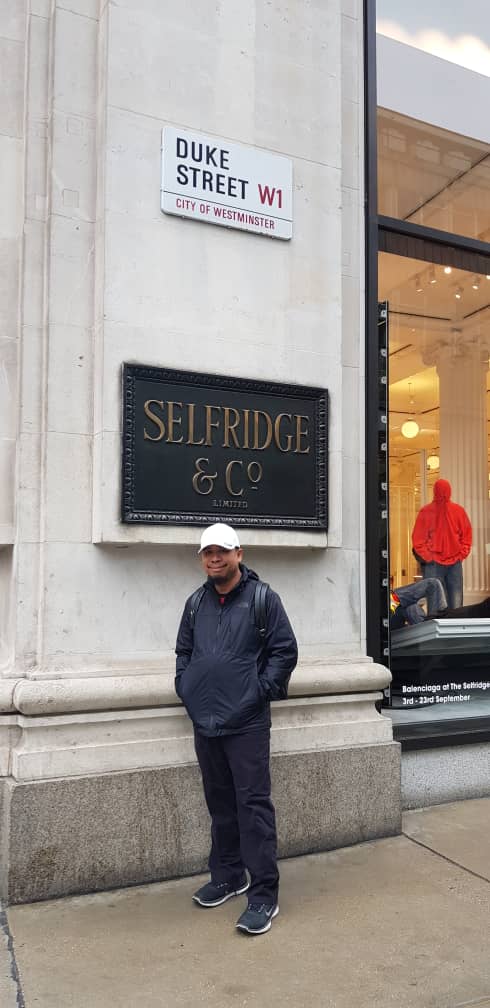 DUKE
STREET W1
CITY OF WESTMINSTER
SELFRIDGE
& Co
LIMITED
Balenciaga at The Selfridge
3rd - 23rd September